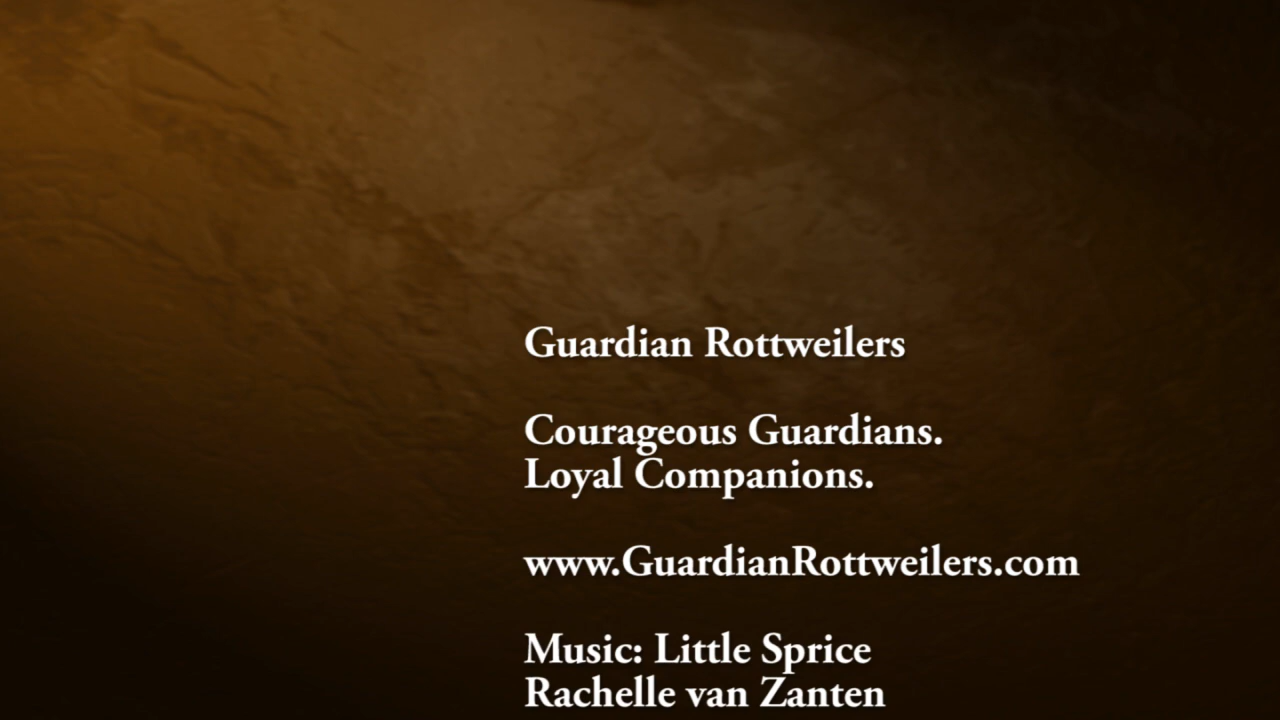 Guardian Rottweilers
Courageous Guardians.
Loyal Companions.
www.GuardianRottweilers.com
Music: Little Sprice
Rachelle van Zanten